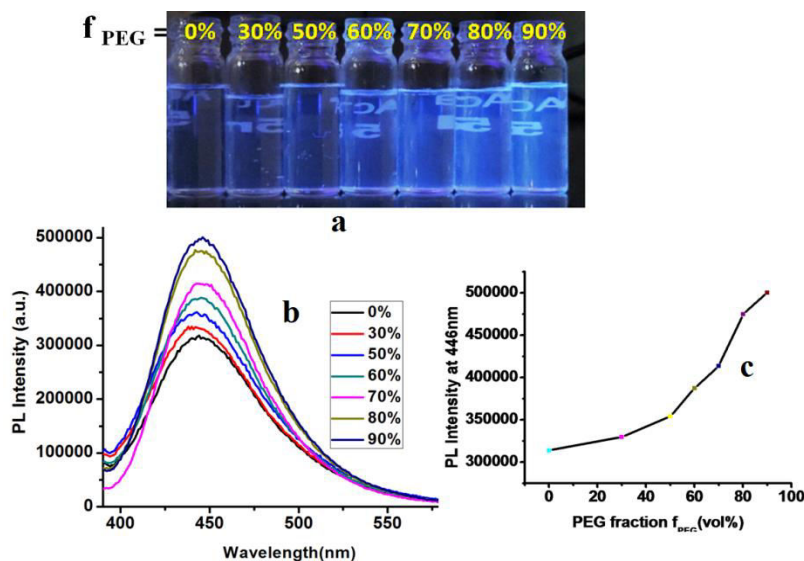 f PEG = 0% 30% 50% 60% 70% 80% 90%
a
500000
400000
300000
200000
100000
0
PL Intensity (a.u.)
b
0%
30%
50%
60%
70%
80%
90%
400 450 500 550
Wavelength(nm)
500000
450000
400000
350000
300000
PL Intensity at 446nm
c
0 20 40 60 80 100
PEG fraction fPEG(vol%)